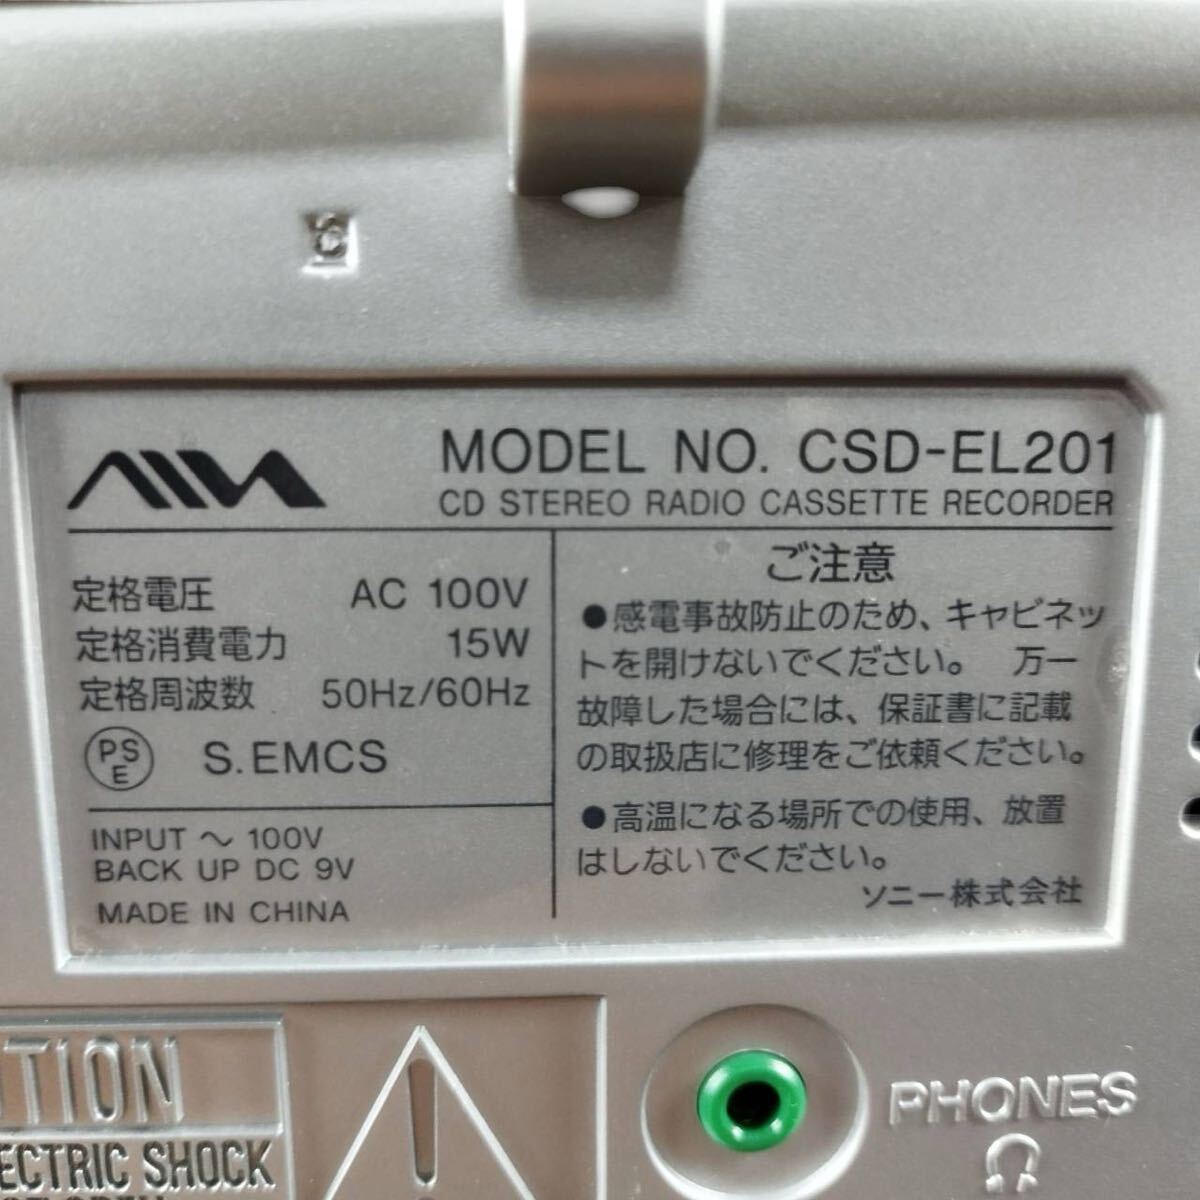 AIWA
MODEL NO. CSD-EL201
CD STEREO RADIO CASSETTE RECORDER
定格電圧 AC 100V
定格消費電力 15W
定格周波数 50Hz/60Hz
PSE S.EMCS
INPUT ～ 100V
BACK UP DC 9V
MADE IN CHINA
ご注意
●感電事故防止のため、キャビネッ
トを開けないでください。 万一
故障した場合には、保証書に記載
の取扱店に修理をご依頼ください。
●高温になる場所での使用、放置
はしないでください。
ソニー株式会社
UTION
ECTRIC SHOCK
PHONES